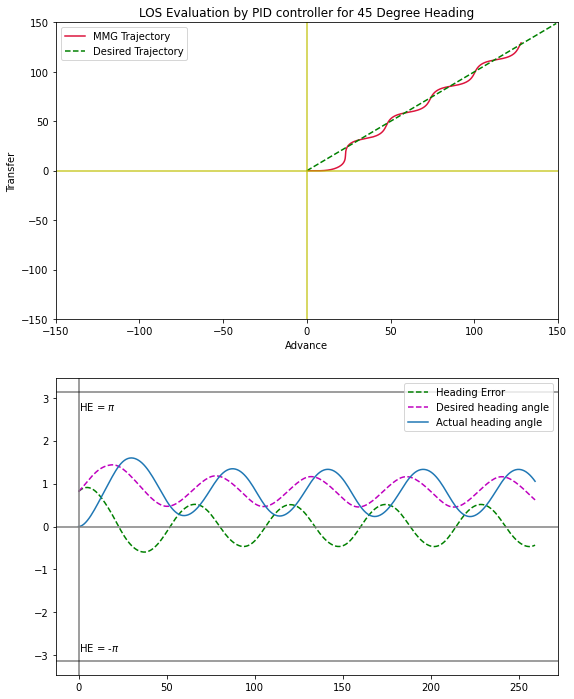 LOS Evaluation by PID controller for 45 Degree Heading
MMG Trajectory
Desired Trajectory
150
100
50
0
−50
−100
−150
Transfer
−150 −100 −50 0 50 100 150
Advance
Heading Error
Desired heading angle
Actual heading angle
3
HE = π
2
1
0
−1
−2
HE = -π
−3
0 50 100 150 200 250